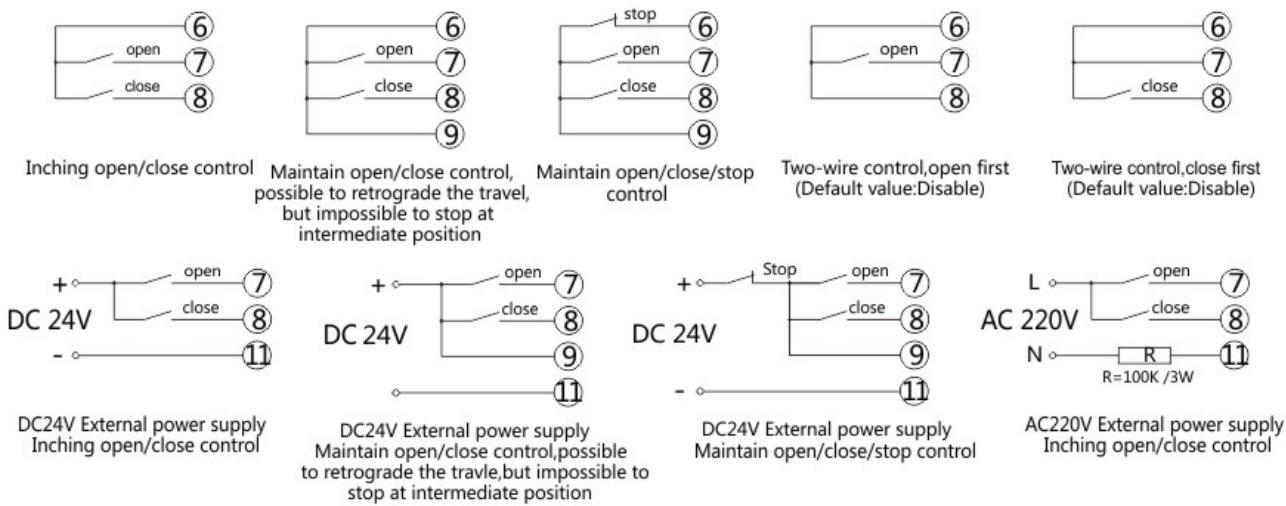 6
open
7
close
8
Inching open/close control
6
open
7
close
8
9
Maintain open/close control,
possible to retrograde the travel,
but impossible to stop at
intermediate position
stop
6
open
7
close
8
9
Maintain open/close/stop
control
6
open
7
8
Two-wire control,open first
(Default value:Disable)
6
7
close
8
Two-wire control,close first
(Default value:Disable)
+
open
7
close
8
DC 24V
-
11
DC24V External power supply
Inching open/close control
+
open
7
close
8
DC 24V
9
11
DC24V External power supply
Maintain open/close control,possible
to retrograde the travle,but impossible to
stop at intermediate position
+
Stop
open
7
close
8
DC 24V
9
-
11
DC24V External power supply
Maintain open/close/stop control
L
open
7
close
8
AC 220V
N
R
11
R=100K /3W
AC220V External power supply
Inching open/close control